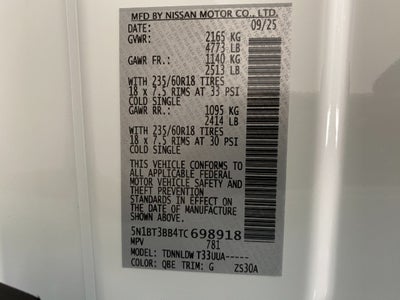 MFD BY NISSAN MOTOR CO., LTD.
DATE: 09/25
GVWR: 2165 KG
4773 LB
GAWR FR.: 1140 KG
2513 LB
WITH 235/60R18 TIRES
18 x 7.5 RIMS AT 33 PSI
COLD SINGLE
GAWR RR.: 1095 KG
2414 LB
WITH 235/60R18 TIRES
18 x 7.5 RIMS AT 30 PSI
COLD SINGLE
THIS VEHICLE CONFORMS TO
ALL APPLICABLE FEDERAL
MOTOR VEHICLE SAFETY AND
THEFT PREVENTION
STANDARDS IN EFFECT ON
THE DATE OF MANUFACTURE
SHOWN ABOVE.
5N1BT3BB4TC698918
MPV 781
MODEL: TDNNLDW T33UUA-----
COLOR: QBE TRIM: G ZS30A